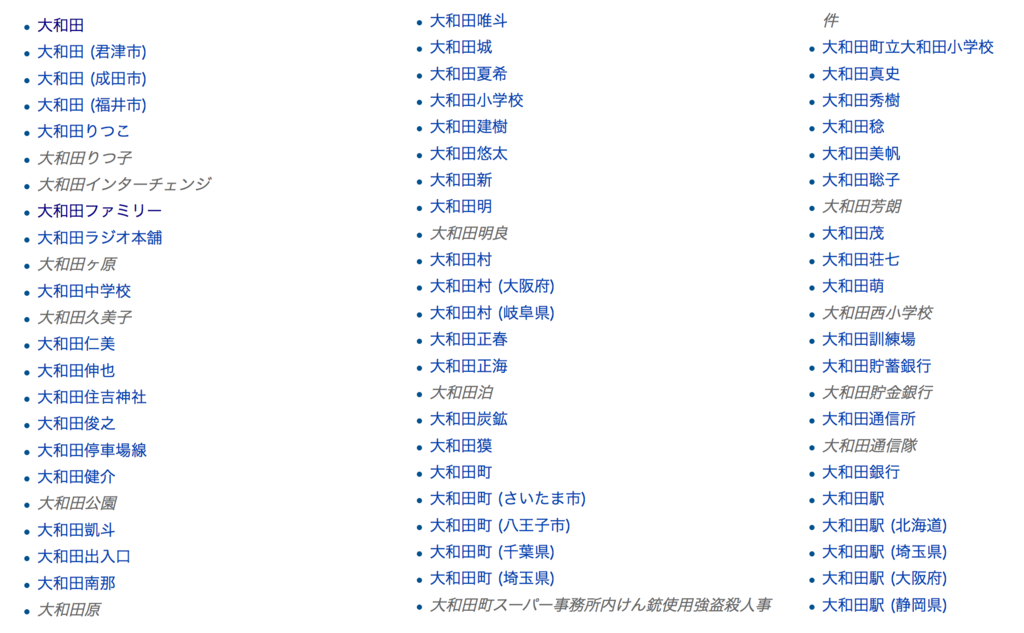 大和田
大和田 (君津市)
大和田 (成田市)
大和田 (福井市)
大和田りつこ
大和田りつ子
大和田インターチェンジ
大和田ファミリー
大和田ラジオ本舗
大和田ヶ原
大和田中学校
大和田久美子
大和田仁美
大和田伸也
大和田住吉神社
大和田俊之
大和田停車場線
大和田健介
大和田公園
大和田凱斗
大和田出入口
大和田南那
大和田原
大和田唯斗
大和田城
大和田夏希
大和田小学校
大和田建樹
大和田悠太
大和田新
大和田明
大和田明良
大和田村
大和田村 (大阪府)
大和田村 (岐阜県)
大和田正春
大和田正海
大和田泊
大和田炭鉱
大和田獏
大和田町
大和田町 (さいたま市)
大和田町 (八王子市)
大和田町 (千葉県)
大和田町 (埼玉県)
大和田町スーパー事務所内けん銃使用強盗殺人事
件
大和田町立大和田小学校
大和田真史
大和田秀樹
大和田稔
大和田美帆
大和田聡子
大和田芳朗
大和田茂
大和田荘七
大和田萌
大和田西小学校
大和田訓練場
大和田貯蓄銀行
大和田貯金銀行
大和田通信所
大和田通信隊
大和田銀行
大和田駅
大和田駅 (北海道)
大和田駅 (埼玉県)
大和田駅 (大阪府)
大和田駅 (静岡県)